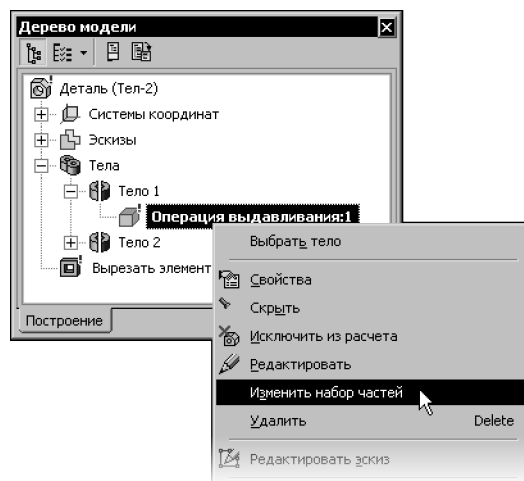 Дерево модели
Деталь (Тел-2)
Системы координат
Эскизы
Тела
Тело 1
Операция выдавливания:1
Тело 2
Вырезать элемент
Построение
Выбрать тело
Свойства
Скрыть
Исключить из расчета
Редактировать
Изменить набор частей
Удалить Delete
Редактировать эскиз